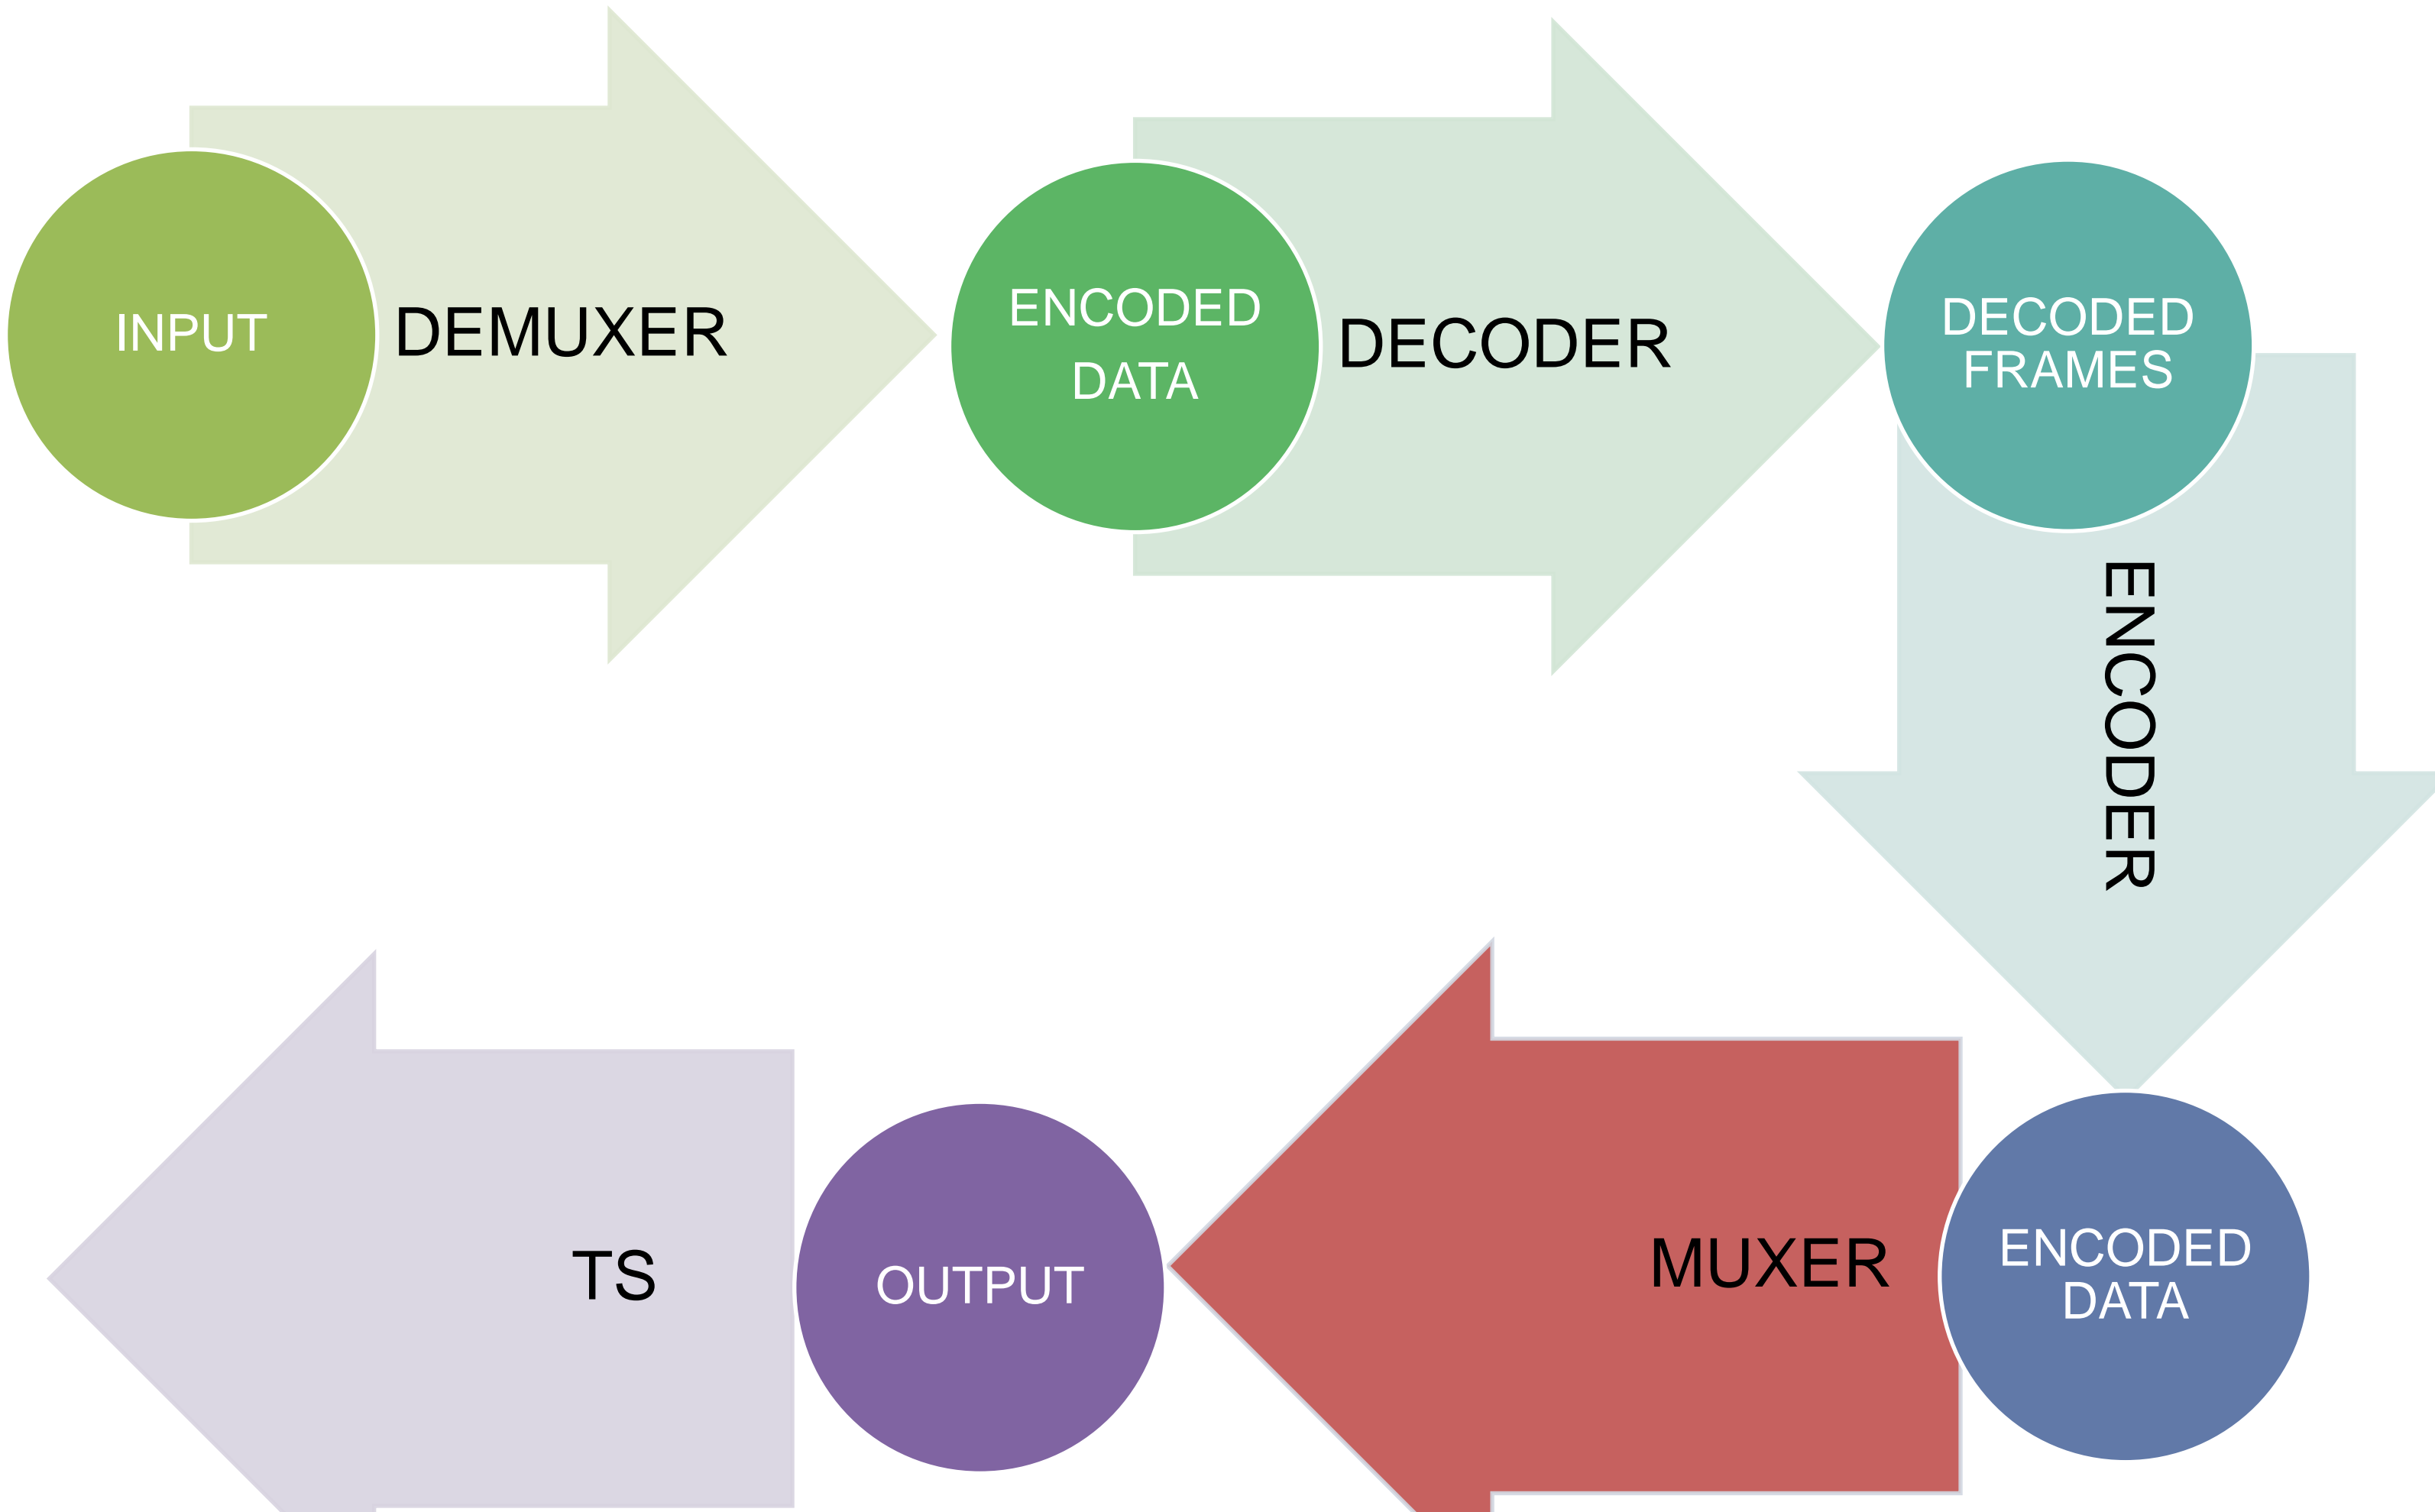 INPUT
DEMUXER
ENCODED
DATA
DECODER
DECODED
FRAMES
ENCODER
ENCODED
DATA
MUXER
OUTPUT
TS